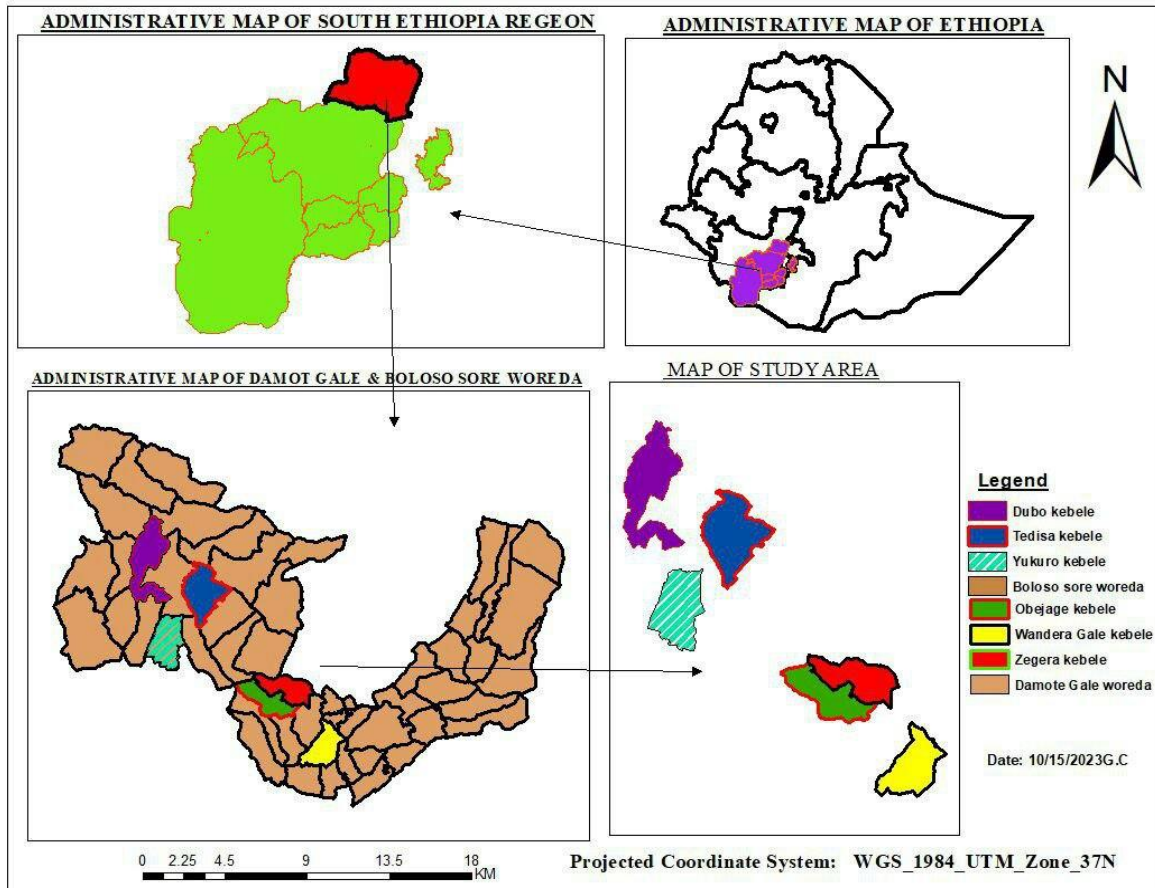 ADMINISTRATIVE MAP OF SOUTH ETHIOPIA REGEON
ADMINISTRATIVE MAP OF ETHIOPIA
N
ADMINISTRATIVE MAP OF DAMOT GALE & BOLOSO SORE WOREDA
MAP OF STUDY AREA
Legend
Dubo kebele
Tedisa kebele
Yukuro kebele
Boloso sore woreda
Obejage kebele
Wandera Gale kebele
Zegera kebele
Damote Gale woreda
Date: 10/15/2023G.C
0 2.25 4.5 9 13.5 18
KM
Projected Coordinate System: WGS_1984_UTM_Zone_37N